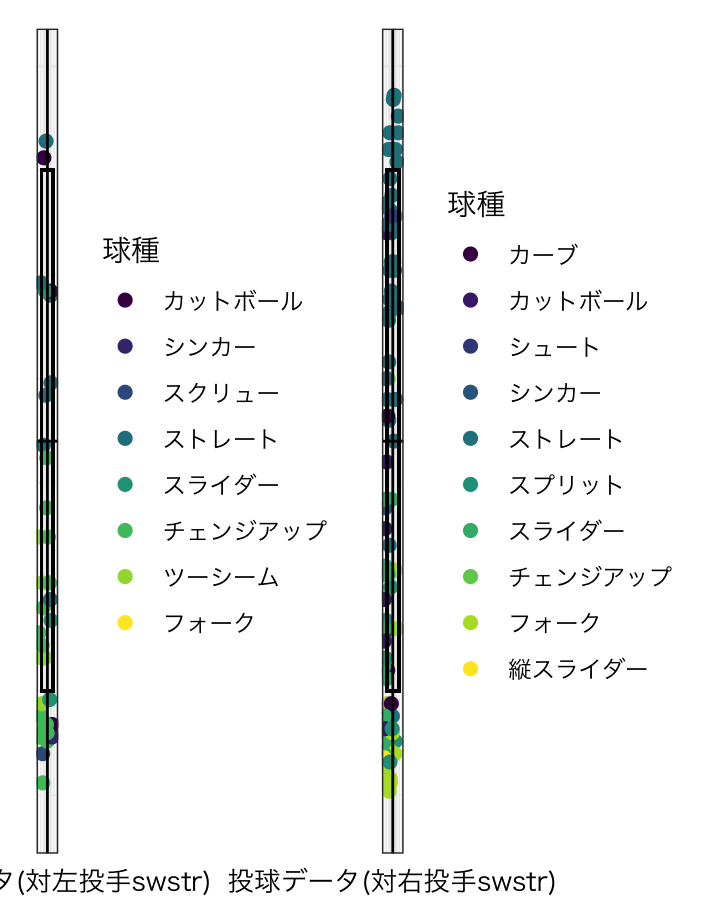 球種
カットボール
シンカー
スクリュー
ストレート
スライダー
チェンジアップ
ツーシーム
フォーク
球種
カーブ
カットボール
シュート
シンカー
ストレート
スプリット
スライダー
チェンジアップ
フォーク
縦スライダー
タ(対左投手swstr)
投球データ(対右投手swstr)